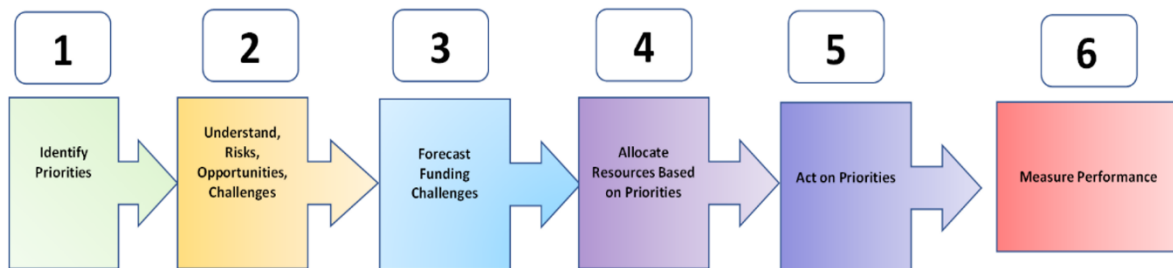 1
2
3
4
5
6
Identify
Priorities
Understand,
Risks,
Opportunities,
Challenges
Forecast
Funding
Challenges
Allocate
Resources Based
on Priorities
Act on Priorities
Measure Performance